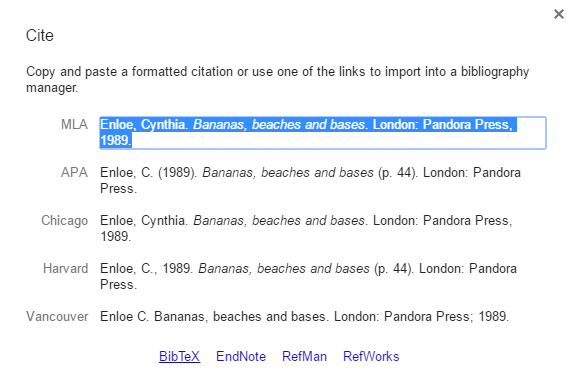 Cite
Copy and paste a formatted citation or use one of the links to import into a bibliography
manager.
MLA Enloe, Cynthia. Bananas, beaches and bases. London: Pandora Press,
1989.
APA Enloe, C. (1989). Bananas, beaches and bases (p. 44). London: Pandora
Press.
Chicago Enloe, Cynthia. Bananas, beaches and bases. London: Pandora Press,
1989.
Harvard Enloe, C., 1989. Bananas, beaches and bases (p. 44). London: Pandora
Press.
Vancouver Enloe C. Bananas, beaches and bases. London: Pandora Press; 1989.
BibTeX EndNote RefMan RefWorks